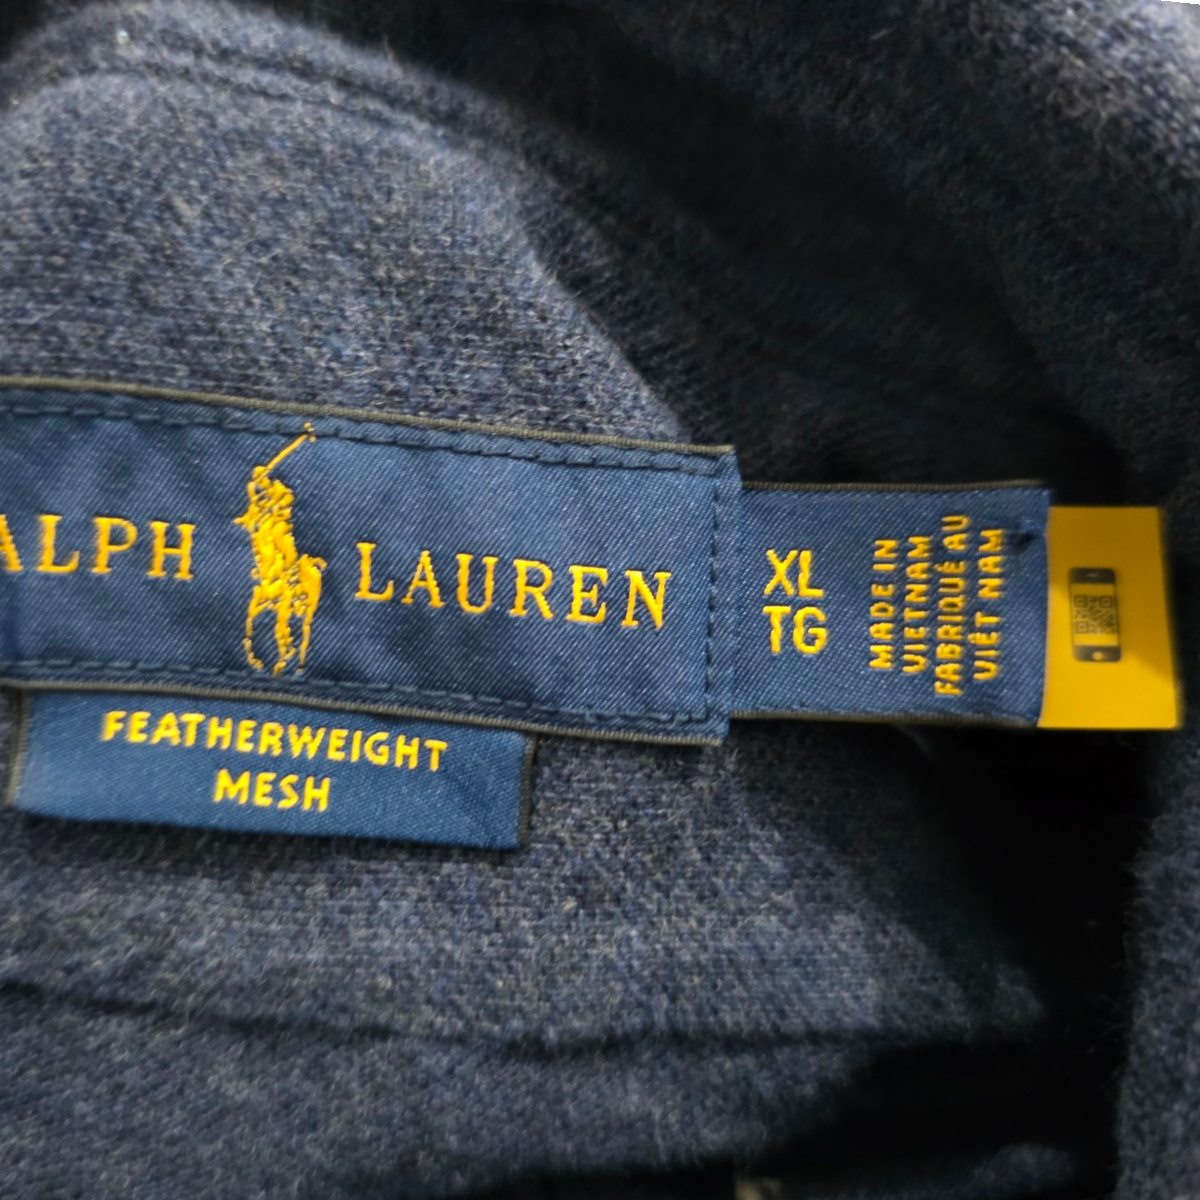 ALPH LAUREN
FEATHERWEIGHT
MESH
XL
TG
MADE IN
VIETNAM
FABRIQUÉ AU
VIÊT NAM